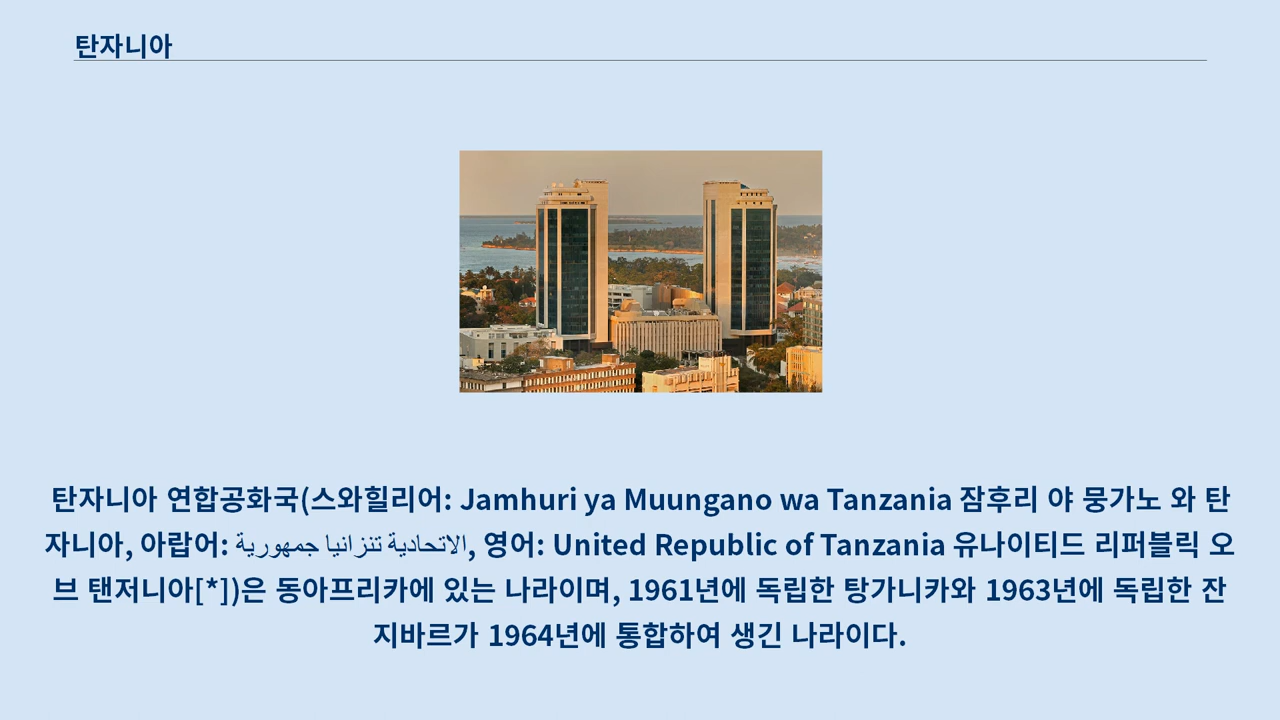 탄자니아
탄자니아 연합공화국(스와힐리어: Jamhuri ya Muungano wa Tanzania 잠후리 야 뭉가노 와 탄
자니아, 아랍어: الاتحادية تنزانيا جمهورية, 영어: United Republic of Tanzania 유나이티드 리퍼블릭 오
브 탠저니아[*])은 동아프리카에 있는 나라이며, 1961년에 독립한 탕가니카와 1963년에 독립한 잔
지바르가 1964년에 통합하여 생긴 나라이다.